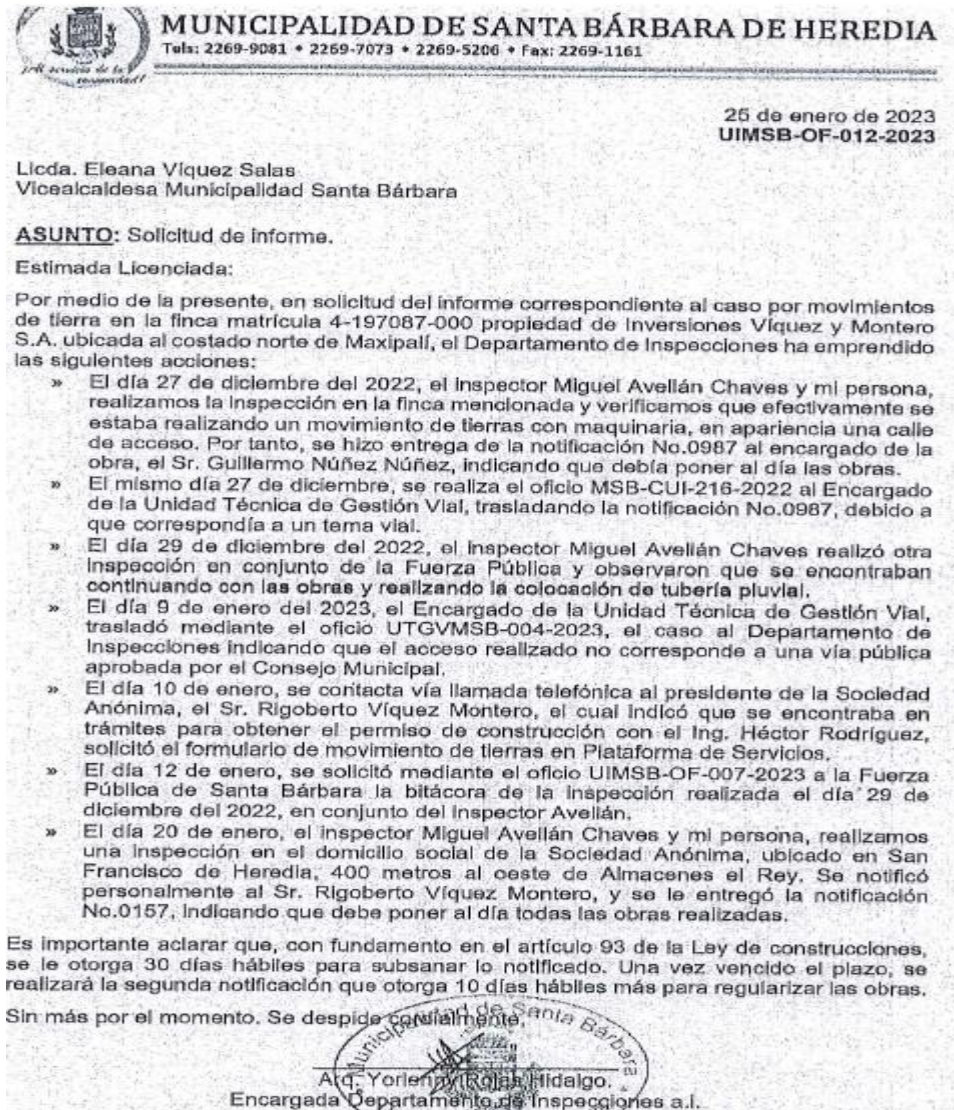 MUNICIPALIDAD DE SANTA BÁRBARA DE HEREDIA
Tels: 2269-9081 • 2269-7073 • 2269-5206 • Fax: 2269-1161
¡Al servicio de la comunidad!
25 de enero de 2023
UIMSB-OF-012-2023
Licda. Eleana Víquez Salas
Vicealcaldesa Municipalidad Santa Bárbara
ASUNTO: Solicitud de informe.
Estimada Licenciada:
Por medio de la presente, en solicitud del informe correspondiente al caso por movimientos
de tierra en la finca matrícula 4-197087-000 propiedad de Inversiones Víquez y Montero
S.A. ubicada al costado norte de Maxipalí, el Departamento de Inspecciones ha emprendido
las siguientes acciones:
» El día 27 de diciembre del 2022, el inspector Miguel Avellán Chaves y mi persona,
realizamos la inspección en la finca mencionada y verificamos que efectivamente se
estaba realizando un movimiento de tierras con maquinaria, en apariencia una calle
de acceso. Por tanto, se hizo entrega de la notificación No.0987 al encargado de la
obra, el Sr. Guillermo Núñez Núñez, indicando que debía poner al día las obras.
» El mismo día 27 de diciembre, se realiza el oficio MSB-CUI-216-2022 al Encargado
de la Unidad Técnica de Gestión Vial, trasladando la notificación No.0987, debido a
que correspondía a un tema vial.
» El día 29 de diciembre del 2022, el inspector Miguel Avellán Chaves realizó otra
inspección en conjunto de la Fuerza Pública y observaron que se encontraban
continuando con las obras y realizando la colocación de tubería pluvial.
» El día 9 de enero del 2023, el Encargado de la Unidad Técnica de Gestión Vial,
trasladó mediante el oficio UTGVMSB-004-2023, el caso al Departamento de
Inspecciones indicando que el acceso realizado no corresponde a una vía pública
aprobada por el Consejo Municipal.
» El día 10 de enero, se contacta vía llamada telefónica al presidente de la Sociedad
Anónima, el Sr. Rigoberto Víquez Montero, el cual indicó que se encontraba en
trámites para obtener el permiso de construcción con el Ing. Héctor Rodríguez,
solicitó el formulario de movimiento de tierras en Plataforma de Servicios.
» El día 12 de enero, se solicitó mediante el oficio UIMSB-OF-007-2023 a la Fuerza
Pública de Santa Bárbara la bitácora de la inspección realizada el día 29 de
diciembre del 2022, en conjunto del inspector Avellán.
» El día 20 de enero, el inspector Miguel Avellán Chaves y mi persona, realizamos
una inspección en el domicilio social de la Sociedad Anónima, ubicado en San
Francisco de Heredia, 400 metros al oeste de Almacenes el Rey. Se notificó
personalmente al Sr. Rigoberto Víquez Montero, y se le entregó la notificación
No.0157, indicando que debe poner al día todas las obras realizadas.
Es importante aclarar que, con fundamento en el artículo 93 de la Ley de construcciones,
se le otorga 30 días hábiles para subsanar lo notificado. Una vez vencido el plazo, se
realizará la segunda notificación que otorga 10 días hábiles más para regularizar las obras.
Sin más por el momento. Se despide cordialmente,
Municipalidad de Santa Bárbara
Arq. Yorlenny Rojas Hidalgo.
Encargada Departamento de Inspecciones a.i.